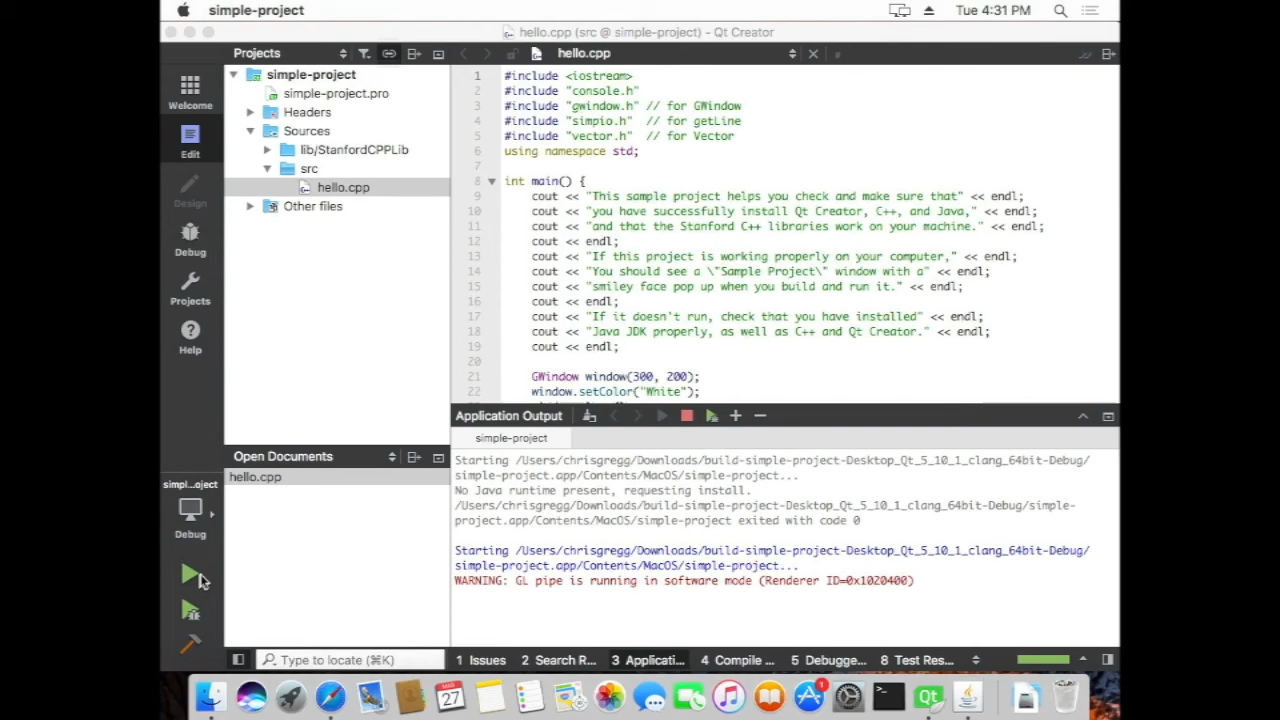 simple-project
Tue 4:31 PM
hello.cpp (src @ simple-project) - Qt Creator
Projects
hello.cpp
Welcome
Edit
Design
Debug
Projects
Help
simple-project
simple-project.pro
Headers
Sources
lib/StanfordCPPLib
src
hello.cpp
Other files
1 #include <iostream>
2 #include "console.h"
3 #include "gwindow.h" // for GWindow
4 #include "simpio.h"  // for getLine
5 #include "vector.h"  // for Vector
6 using namespace std;
7
8 int main() {
9 cout << "This sample project helps you check and make sure that" << endl;
10 cout << "you have successfully install Qt Creator, C++, and Java," << endl;
11 cout << "and that the Stanford C++ libraries work on your machine." << endl;
12 cout << endl;
13 cout << "If this project is working properly on your computer," << endl;
14 cout << "You should see a \"Sample Project\" window with a" << endl;
15 cout << "smiley face pop up when you build and run it." << endl;
16 cout << endl;
17 cout << "If it doesn't run, check that you have installed" << endl;
18 cout << "Java JDK properly, as well as C++ and Qt Creator." << endl;
19 cout << endl;
20
21 GWindow window(300, 200);
22 window.setColor("White");
Application Output
simple-project
Starting /Users/chrisgregg/Downloads/build-simple-project-Desktop_Qt_5_10_1_clang_64bit-Debug/
simple-project.app/Contents/MacOS/simple-project...
No Java runtime present, requesting install.
/Users/chrisgregg/Downloads/build-simple-project-Desktop_Qt_5_10_1_clang_64bit-Debug/simple-
project.app/Contents/MacOS/simple-project exited with code 0
Starting /Users/chrisgregg/Downloads/build-simple-project-Desktop_Qt_5_10_1_clang_64bit-Debug/
simple-project.app/Contents/MacOS/simple-project...
WARNING: GL pipe is running in software mode (Renderer ID=0x1020400)
Open Documents
hello.cpp
simpl...oject
Debug
Type to locate (⌘K)
1 Issues
2 Search R...
3 Applicati...
4 Compile ...
5 Debugge...
8 Test Res...
MAR
27
1
Qt